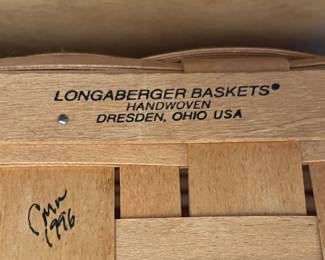 LONGABERGER BASKETS®
HANDWOVEN
DRESDEN, OHIO USA
1996